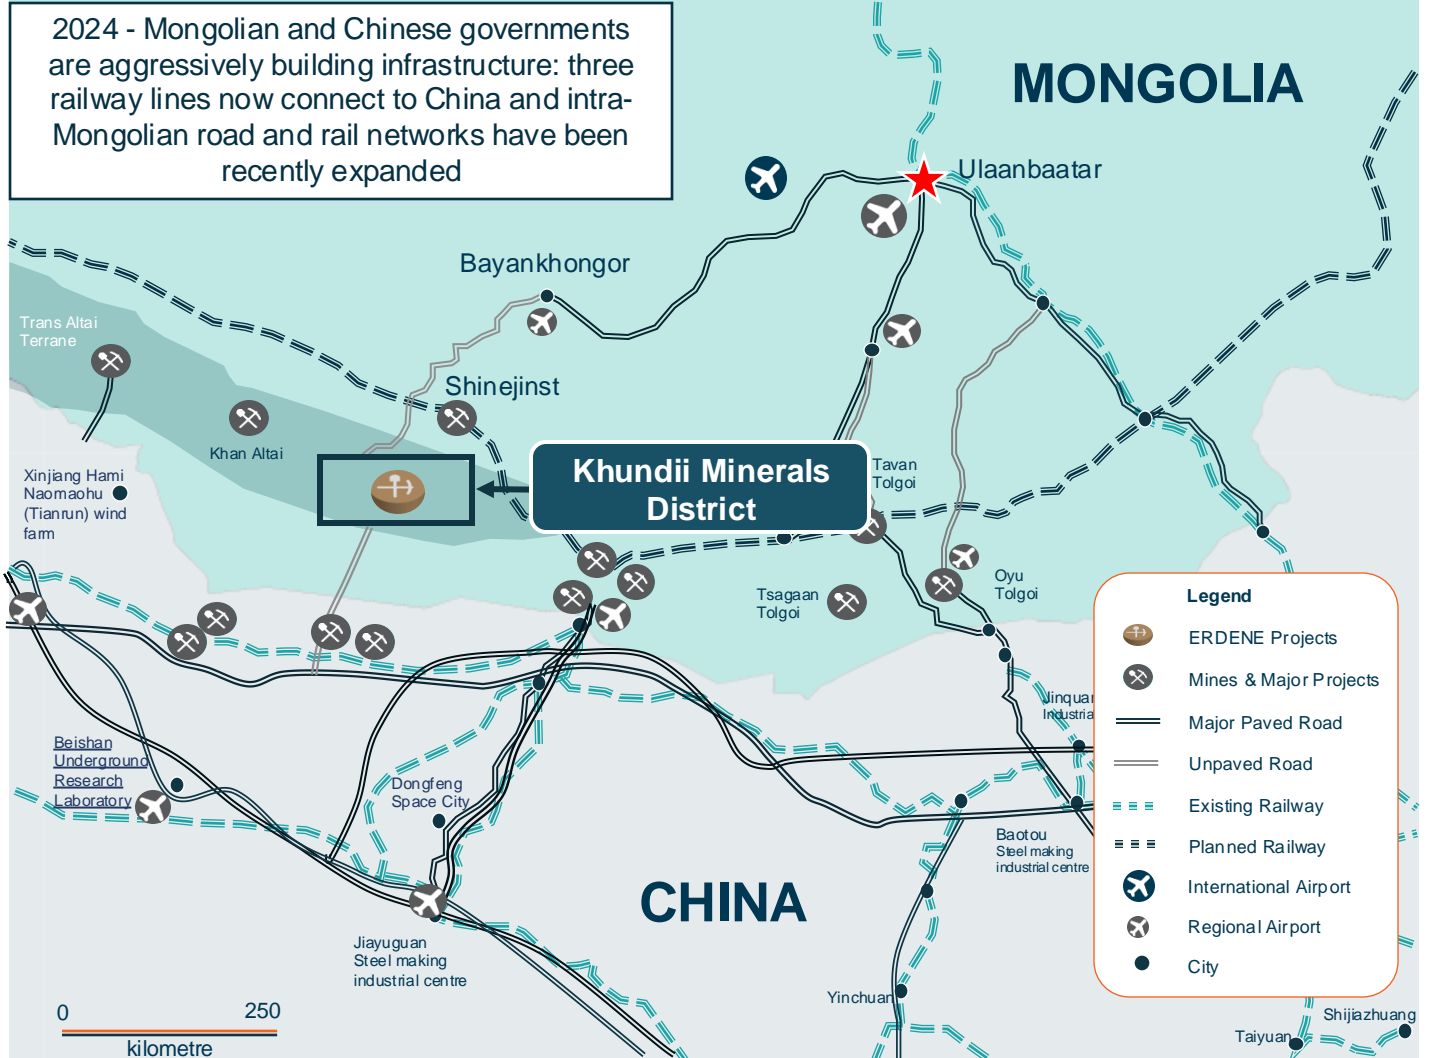 2024 - Mongolian and Chinese governments
are aggressively building infrastructure: three
railway lines now connect to China and intra-
Mongolian road and rail networks have been
recently expanded
MONGOLIA
Ulaanbaatar
Bayankhongor
Trans Altai
Terrane
Shinejinst
Khan Altai
Khundii Minerals
District
Tavan
Tolgoi
Xinjiang Hami
Naomaohu
(Tianrun) wind
farm
Tsagaan
Tolgoi
Oyu
Tolgoi
Legend
ERDENE Projects
Mines & Major Projects
Major Paved Road
Unpaved Road
Existing Railway
Planned Railway
International Airport
Regional Airport
City
Jinquan
Industria
Beishan
Underground
Research
Laboratory
Dongfeng
Space City
Baotou
Steel making
industrial centre
CHINA
Jiayuguan
Steel making
industrial centre
Yinchuan
Shijiazhuang
Taiyuan
0 250
kilometre